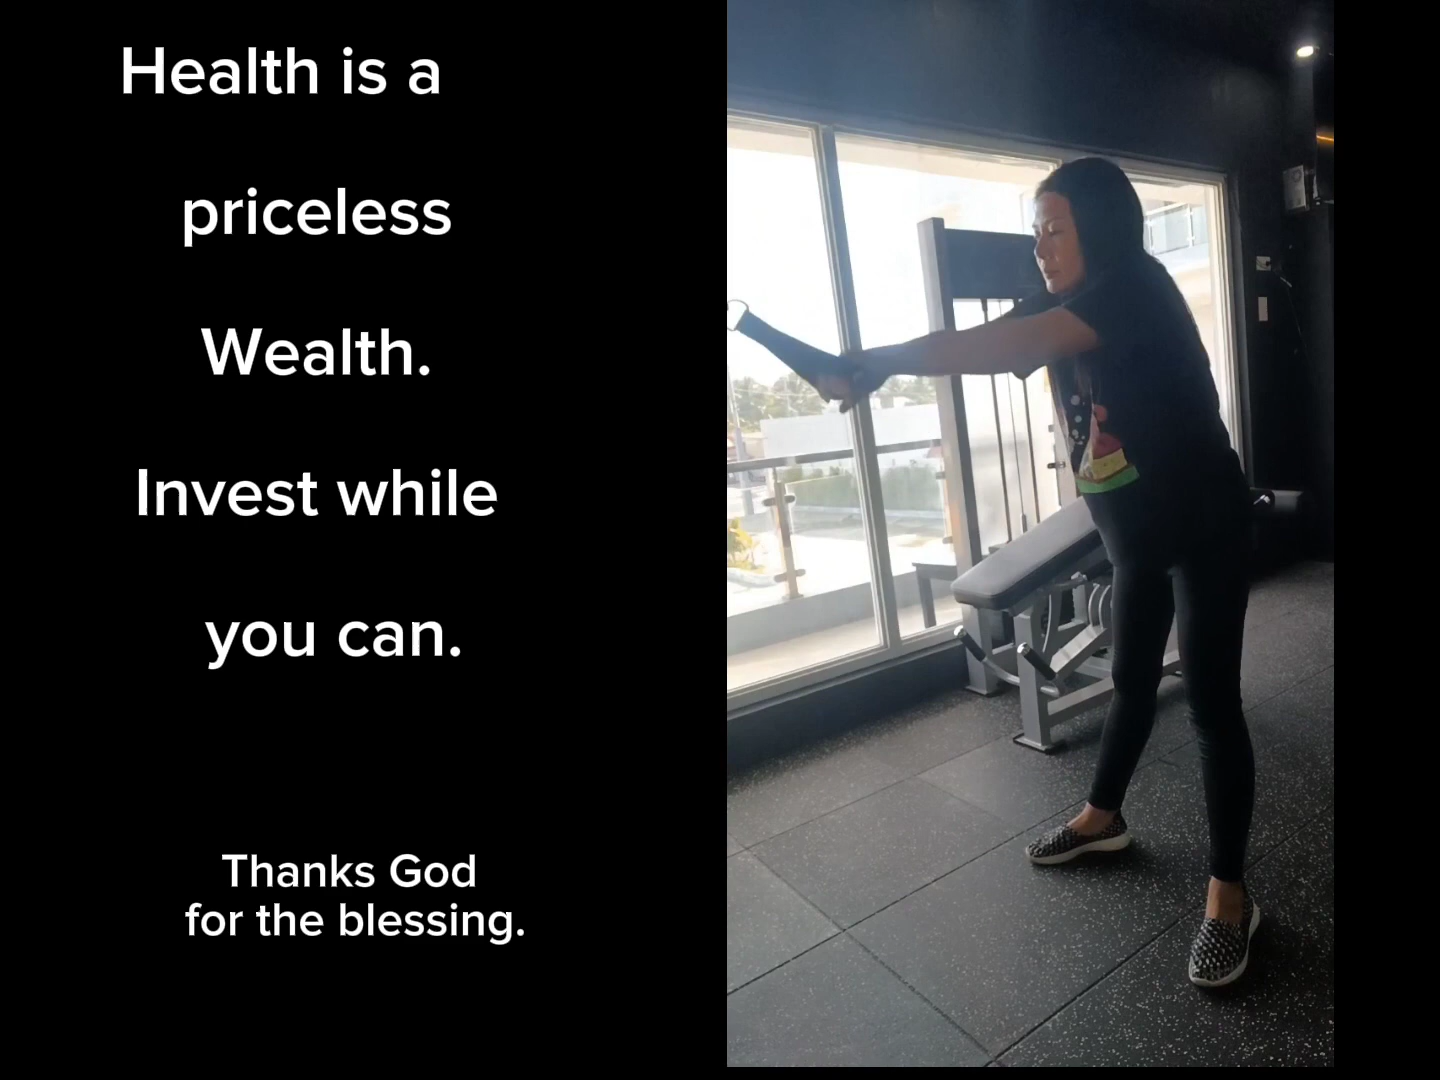 Health is a
priceless
Wealth.
Invest while
you can.
Thanks God
for the blessing.